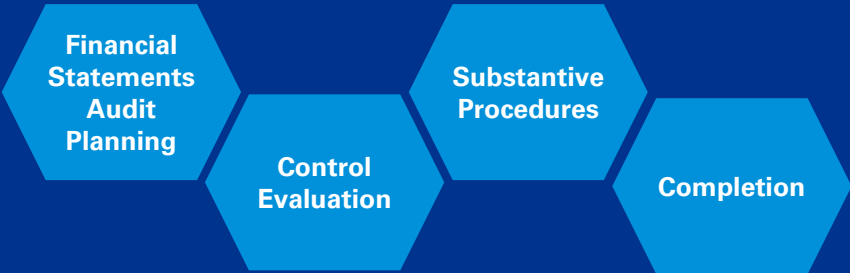 Financial
Statements
Audit
Planning
Control
Evaluation
Substantive
Procedures
Completion